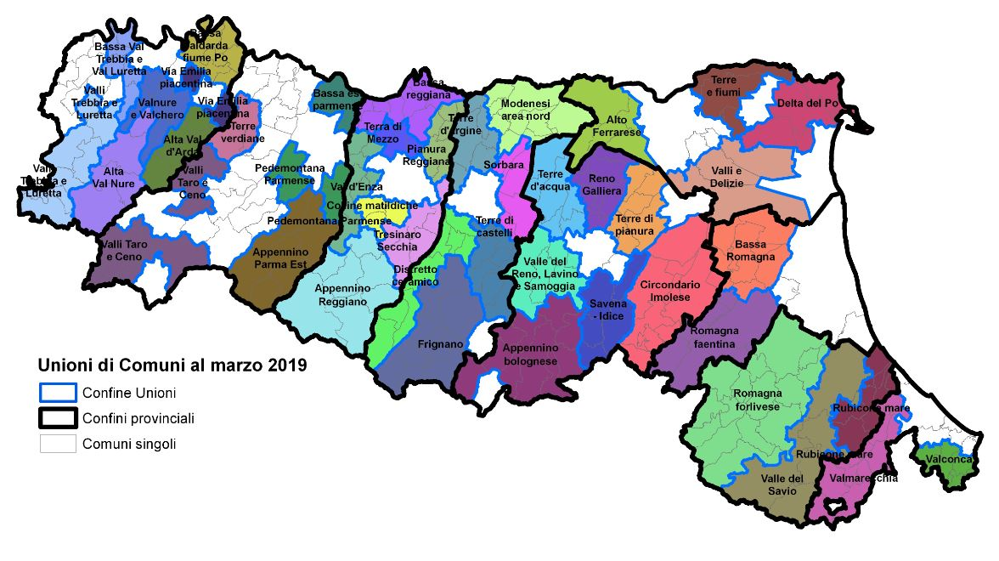 Bassa
Valdarda
fiume Po
Bassa Val
Trebbia e
Val Luretta
Via Emilia
piacentina
Valli
Trebbia e
Luretta
Valnure
e Valchero
Via Emilia
piacentina
Terre
verdiane
Alta Val
d'Arda
Valli
Trebbia e
Luretta
Alta
Val Nure
Valli
Taro e
Ceno
Valli Taro
e Ceno
Bassa est
parmense
Bassa
reggiana
Terra di
Mezzo
Terre
d'argine
Pianura
Reggiana
Pedemontana
Parmense
Val d'Enza
Colline matildiche
Pedemontana Parmense
Tresinaro
Secchia
Appennino
Parma Est
Appennino
Reggiano
Distretto
ceramico
Frignano
Modenesi
area nord
Sorbara
Terre di
castelli
Alto
Ferrarese
Terre
d'acqua
Reno
Galliera
Terre di
pianura
Valle del
Reno, Lavino
e Samoggia
Savena
- Idice
Appennino
bolognese
Circondario
Imolese
Terre
e fiumi
Delta del Po
Valli e
Delizie
Bassa
Romagna
Romagna
faentina
Romagna
forlivese
Rubicone mare
Rubicone mare
Valle del
Savio
Valmarecchia
Valconca
Unioni di Comuni al marzo 2019
Confine Unioni
Confini provinciali
Comuni singoli